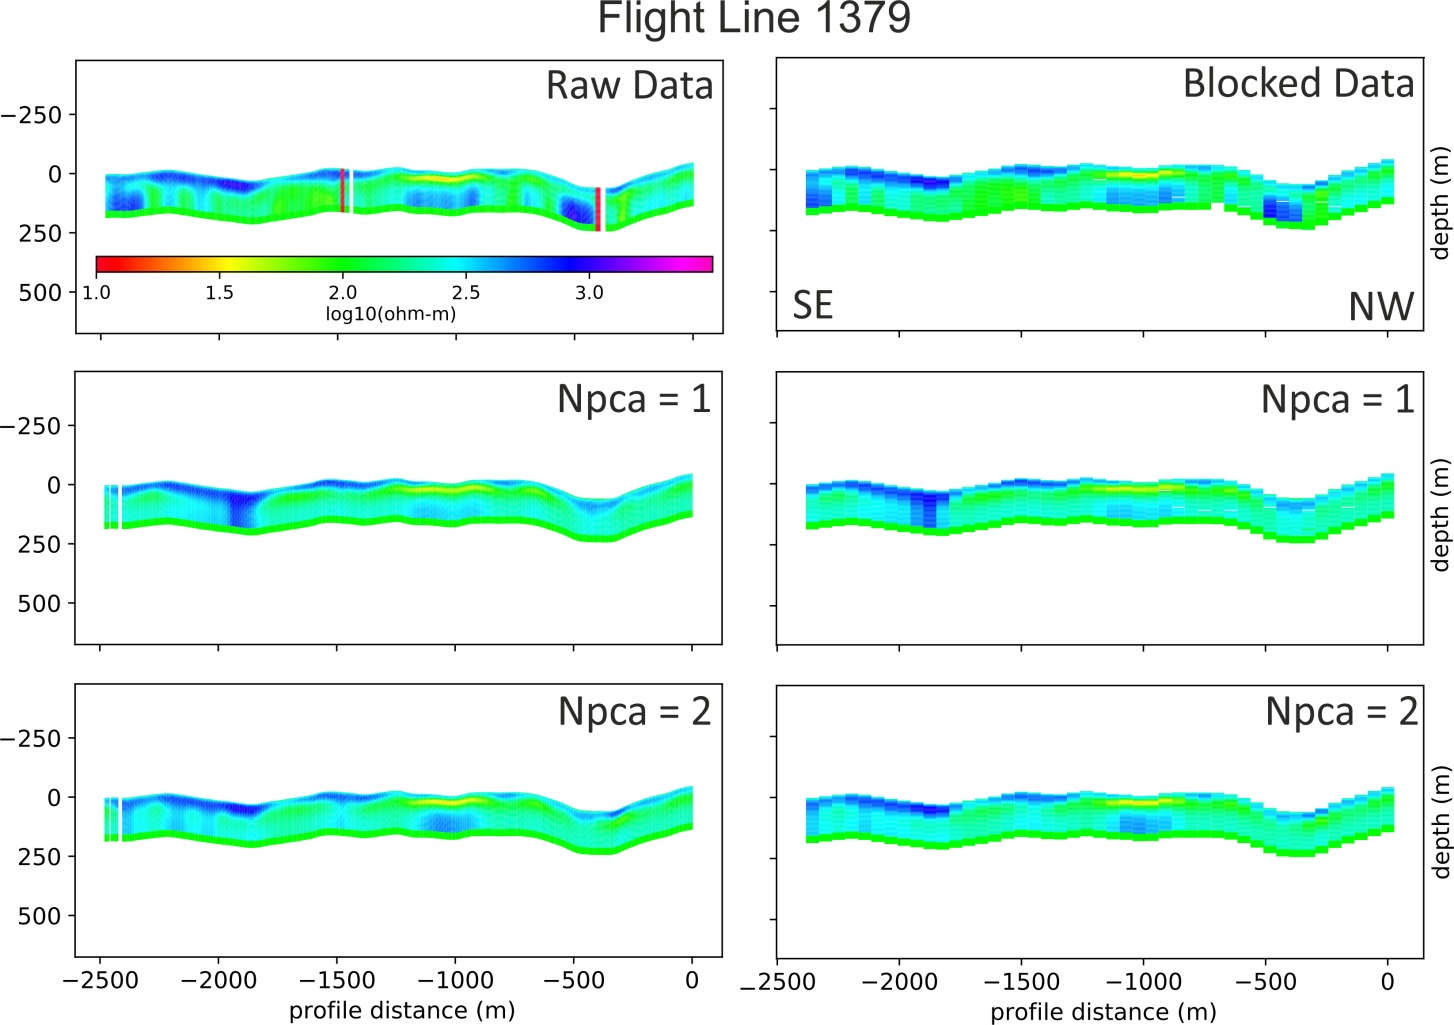 Flight Line 1379
Raw Data
−250
0
250
500
1.0 1.5 2.0 2.5 3.0
log10(ohm-m)
Blocked Data
SE NW
depth (m)
Npca = 1
−250
0
250
500
Npca = 1
depth (m)
Npca = 2
−250
0
250
500
−2500 −2000 −1500 −1000 −500 0
profile distance (m)
Npca = 2
depth (m)
−2500 −2000 −1500 −1000 −500 0
profile distance (m)